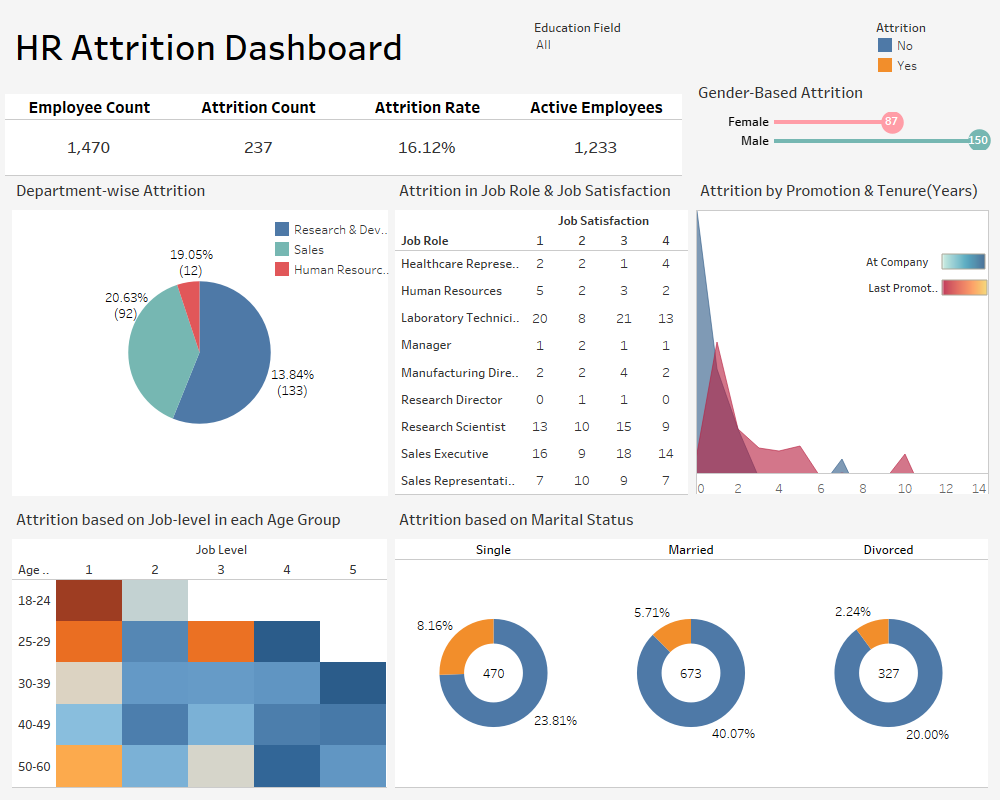 HR Attrition Dashboard
Education Field
All
Attrition
No
Yes
Employee Count Attrition Count Attrition Rate Active Employees
1,470 237 16.12% 1,233
Gender-Based Attrition
Female 87
Male 150
Department-wise Attrition
Research & Dev..
Sales
Human Resourc..
19.05%
(12)
20.63%
(92)
13.84%
(133)
Attrition in Job Role & Job Satisfaction
Job Satisfaction
Job Role 1 2 3 4
Healthcare Represe.. 2 2 1 4
Human Resources 5 2 3 2
Laboratory Technici.. 20 8 21 13
Manager 1 2 1 1
Manufacturing Dire.. 2 2 4 2
Research Director 0 1 1 0
Research Scientist 13 10 15 9
Sales Executive 16 9 18 14
Sales Representati.. 7 10 9 7
Attrition by Promotion & Tenure(Years)
At Company
Last Promot..
0 2 4 6 8 10 12 14
Attrition based on Job-level in each Age Group
Job Level
Age .. 1 2 3 4 5
18-24
25-29
30-39
40-49
50-60
Attrition based on Marital Status
Single Married Divorced
8.16% 5.71% 2.24%
470 673 327
23.81% 40.07% 20.00%